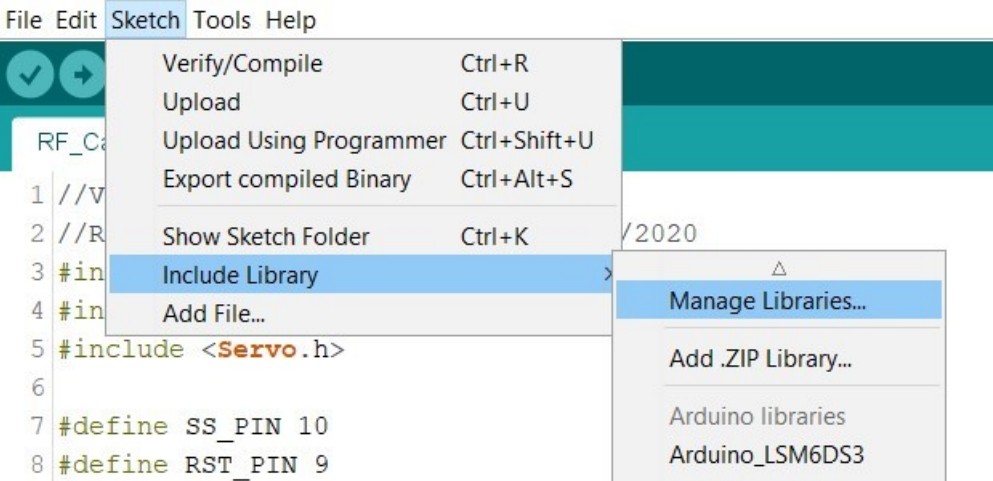 File Edit Sketch Tools Help
Verify/Compile Ctrl+R
Upload Ctrl+U
Upload Using Programmer Ctrl+Shift+U
Export compiled Binary Ctrl+Alt+S
Show Sketch Folder Ctrl+K
Include Library
Add File...
Manage Libraries...
Add .ZIP Library...
Arduino libraries
Arduino_LSM6DS3
RF_Ca
1 //V
2 //R /2020
3 #in
4 #in
5 #include <Servo.h>
6
7 #define SS_PIN 10
8 #define RST_PIN 9